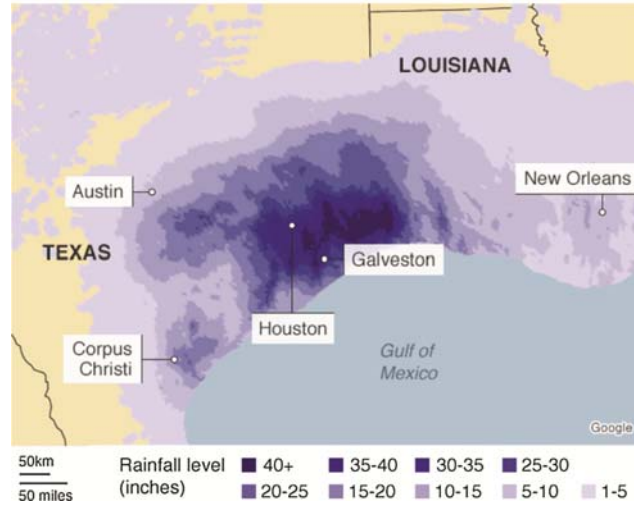 LOUISIANA
Austin
New Orleans
TEXAS
Galveston
Houston
Corpus
Christi
Gulf of
Mexico
Google
50km
50 miles
Rainfall level
(inches)
40+ 35-40 30-35 25-30
20-25 15-20 10-15 5-10 1-5